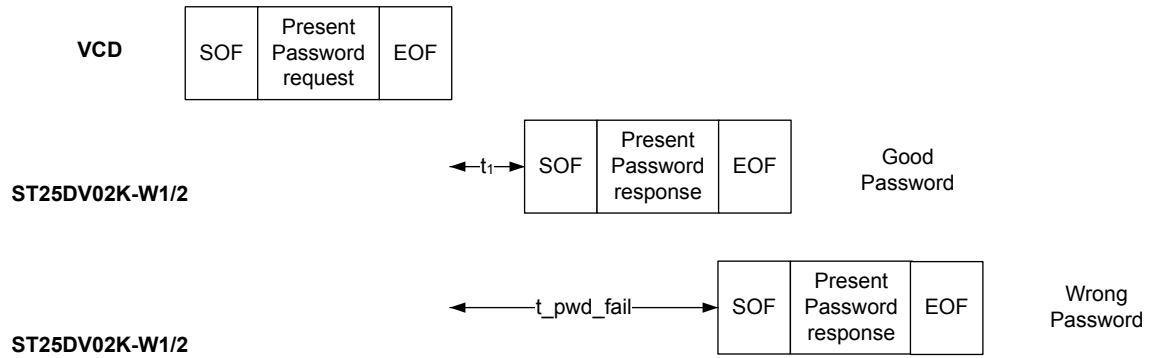 VCD
SOF
Present
Password
request
EOF
ST25DV02K-W1/2
t₁
SOF
Present
Password
response
EOF
Good
Password
ST25DV02K-W1/2
t_pwd_fail
SOF
Present
Password
response
EOF
Wrong
Password